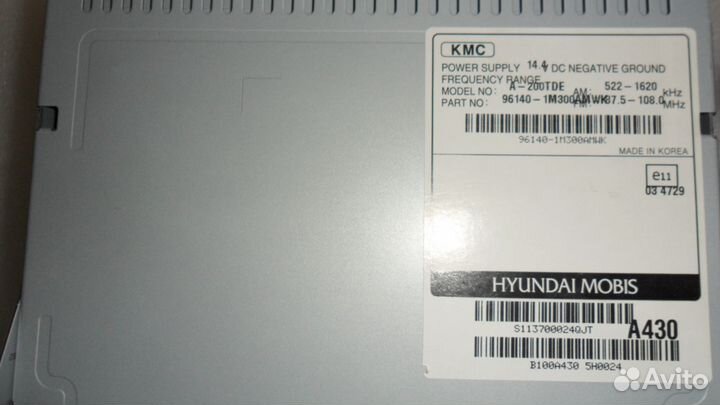 KMC
POWER SUPPLY 14.4 V DC NEGATIVE GROUND
FREQUENCY RANGE
MODEL NO: A-200TDE AM: 522-1620 kHz
PART NO: 96140-1M300AMWK FM: 87.5-108.0 MHz
96140-1M300AMWK
MADE IN KOREA
e11
03 4729
HYUNDAI MOBIS
S113700024QJT
A430
B100A430 5H0024
Avito